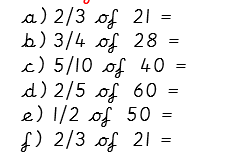 a) 2/3 of 21 =
b) 3/4 of 28 =
c) 5/10 of 40 =
d) 2/5 of 60 =
e) 1/2 of 50 =
f) 2/3 of 21 =